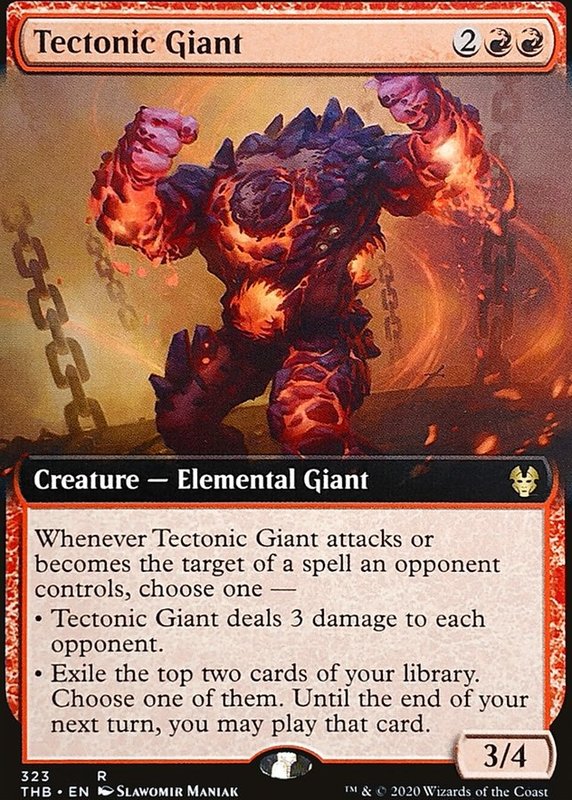 Tectonic Giant 2
Creature — Elemental Giant
Whenever Tectonic Giant attacks or
becomes the target of a spell an opponent
controls, choose one —
• Tectonic Giant deals 3 damage to each
opponent.
• Exile the top two cards of your library.
Choose one of them. Until the end of your
next turn, you may play that card.
3/4
323 R
THB • EN SLAWOMIR MANIAK
™ & © 2020 Wizards of the Coast